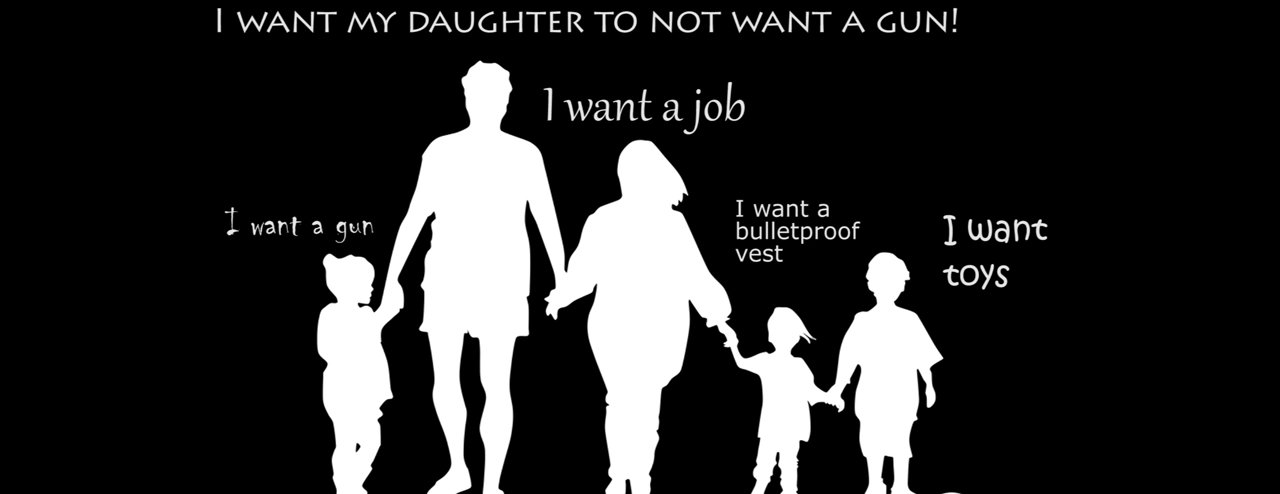 I WANT MY DAUGHTER TO NOT WANT A GUN!
I want a job
I want a gun
I want a
bulletproof
vest
I want
toys